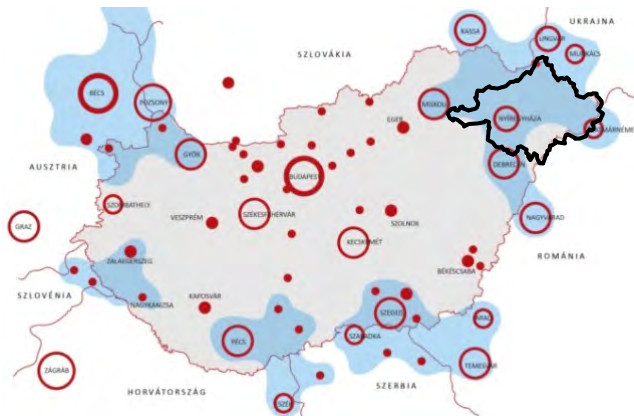 UKRAJNA
KASSA
UNGVÁR
SZLOVÁKIA
MUNKÁCS
BÉCS
POZSONY
MISKOLC
NYÍREGYHÁZA
EGER
GYŐR
AUSZTRIA
DEBRECEN
BUDAPEST
SZOMBATHELY
SZÉKESFEHÉRVÁR
NAGYVÁRAD
VESZPRÉM
SZOLNOK
GRAZ
KECSKEMÉT
ROMÁNIA
ZALAEGERSZEG
BÉKÉSCSABA
SZLOVÉNIA
NAGYKANIZSA
KAPOSVÁR
SZEGED
ARAD
PÉCS
SZABADKA
ZÁGRÁB
TEMESVÁR
HORVÁTORSZÁG
SZERBIA